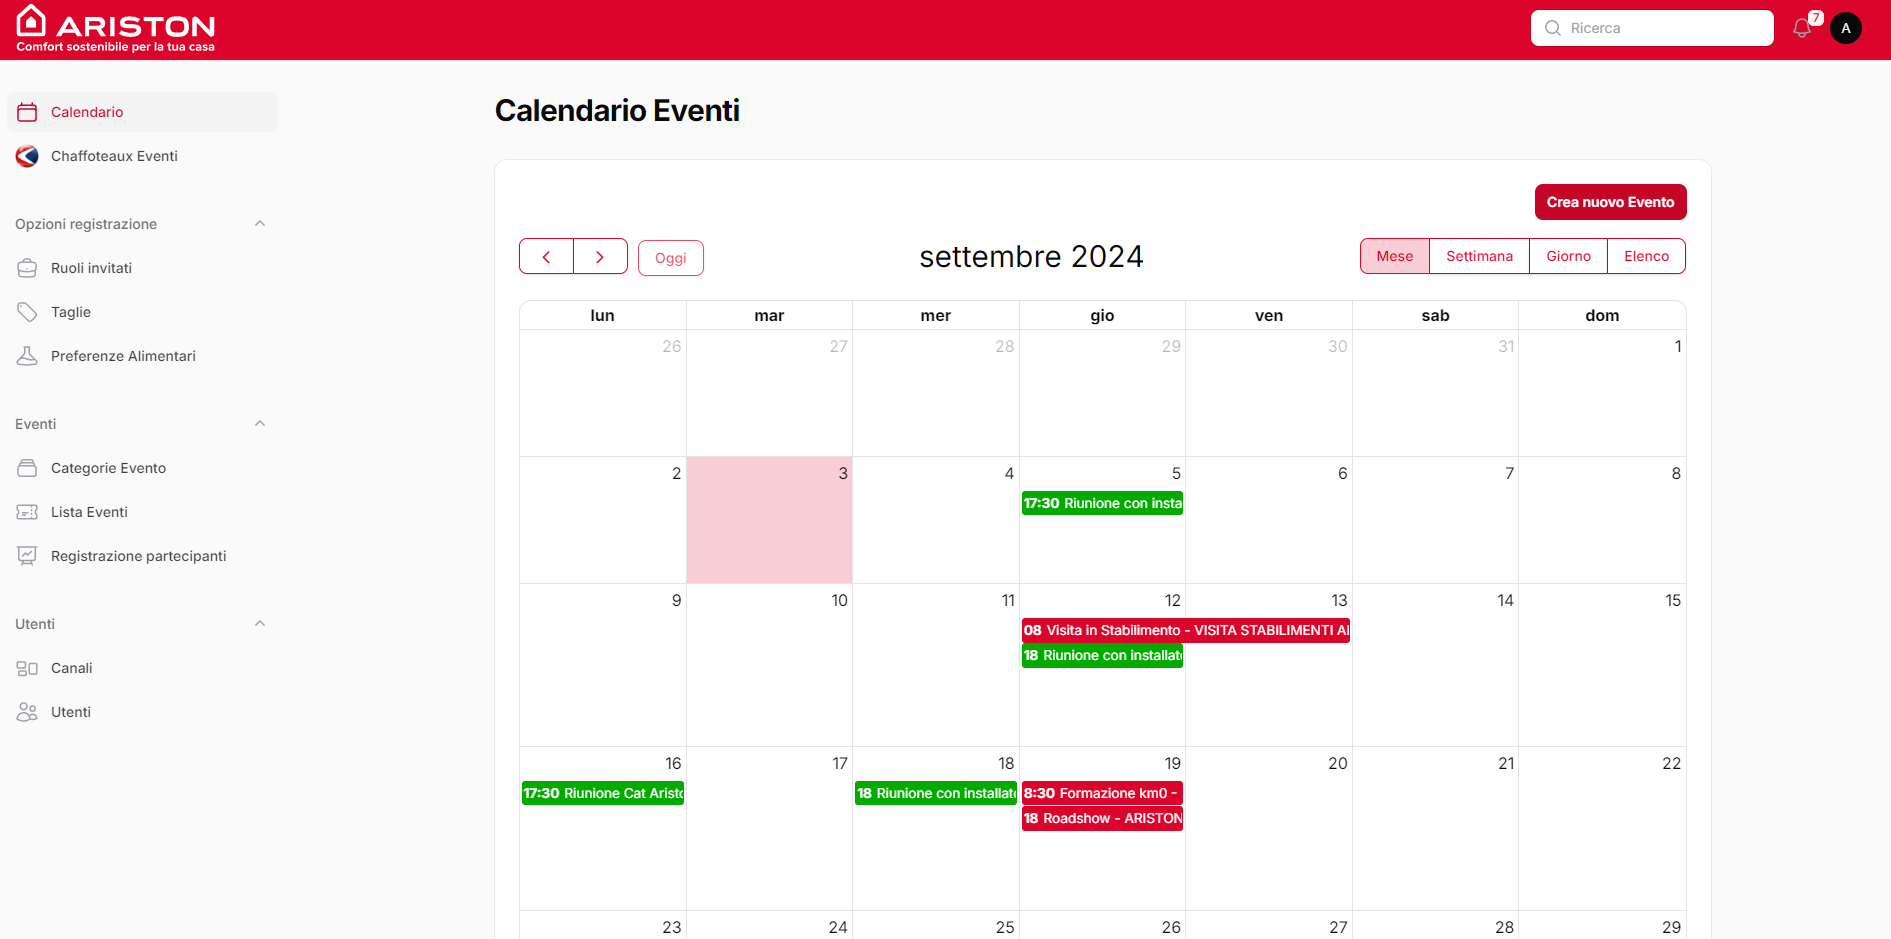 ARISTON
Comfort sostenibile per la tua casa
Ricerca
7
A
Calendario
Chaffoteaux Eventi
Opzioni registrazione
Ruoli invitati
Taglie
Preferenze Alimentari
Eventi
Categorie Evento
Lista Eventi
Registrazione partecipanti
Utenti
Canali
Utenti
Calendario Eventi
Crea nuovo Evento
Oggi
settembre 2024
Mese Settimana Giorno Elenco
lun mar mer gio ven sab dom
26 27 28 29 30 31 1
2 3 4 5 6 7 8
17:30 Riunione con insta
9 10 11 12 13 14 15
08 Visita in Stabilimento - VISITA STABILIMENTI A
18 Riunione con installat
16 17 18 19 20 21 22
17:30 Riunione Cat Aristo 18 Riunione con installat 8:30 Formazione km0 -
18 Roadshow - ARISTON
23 24 25 26 27 28 29